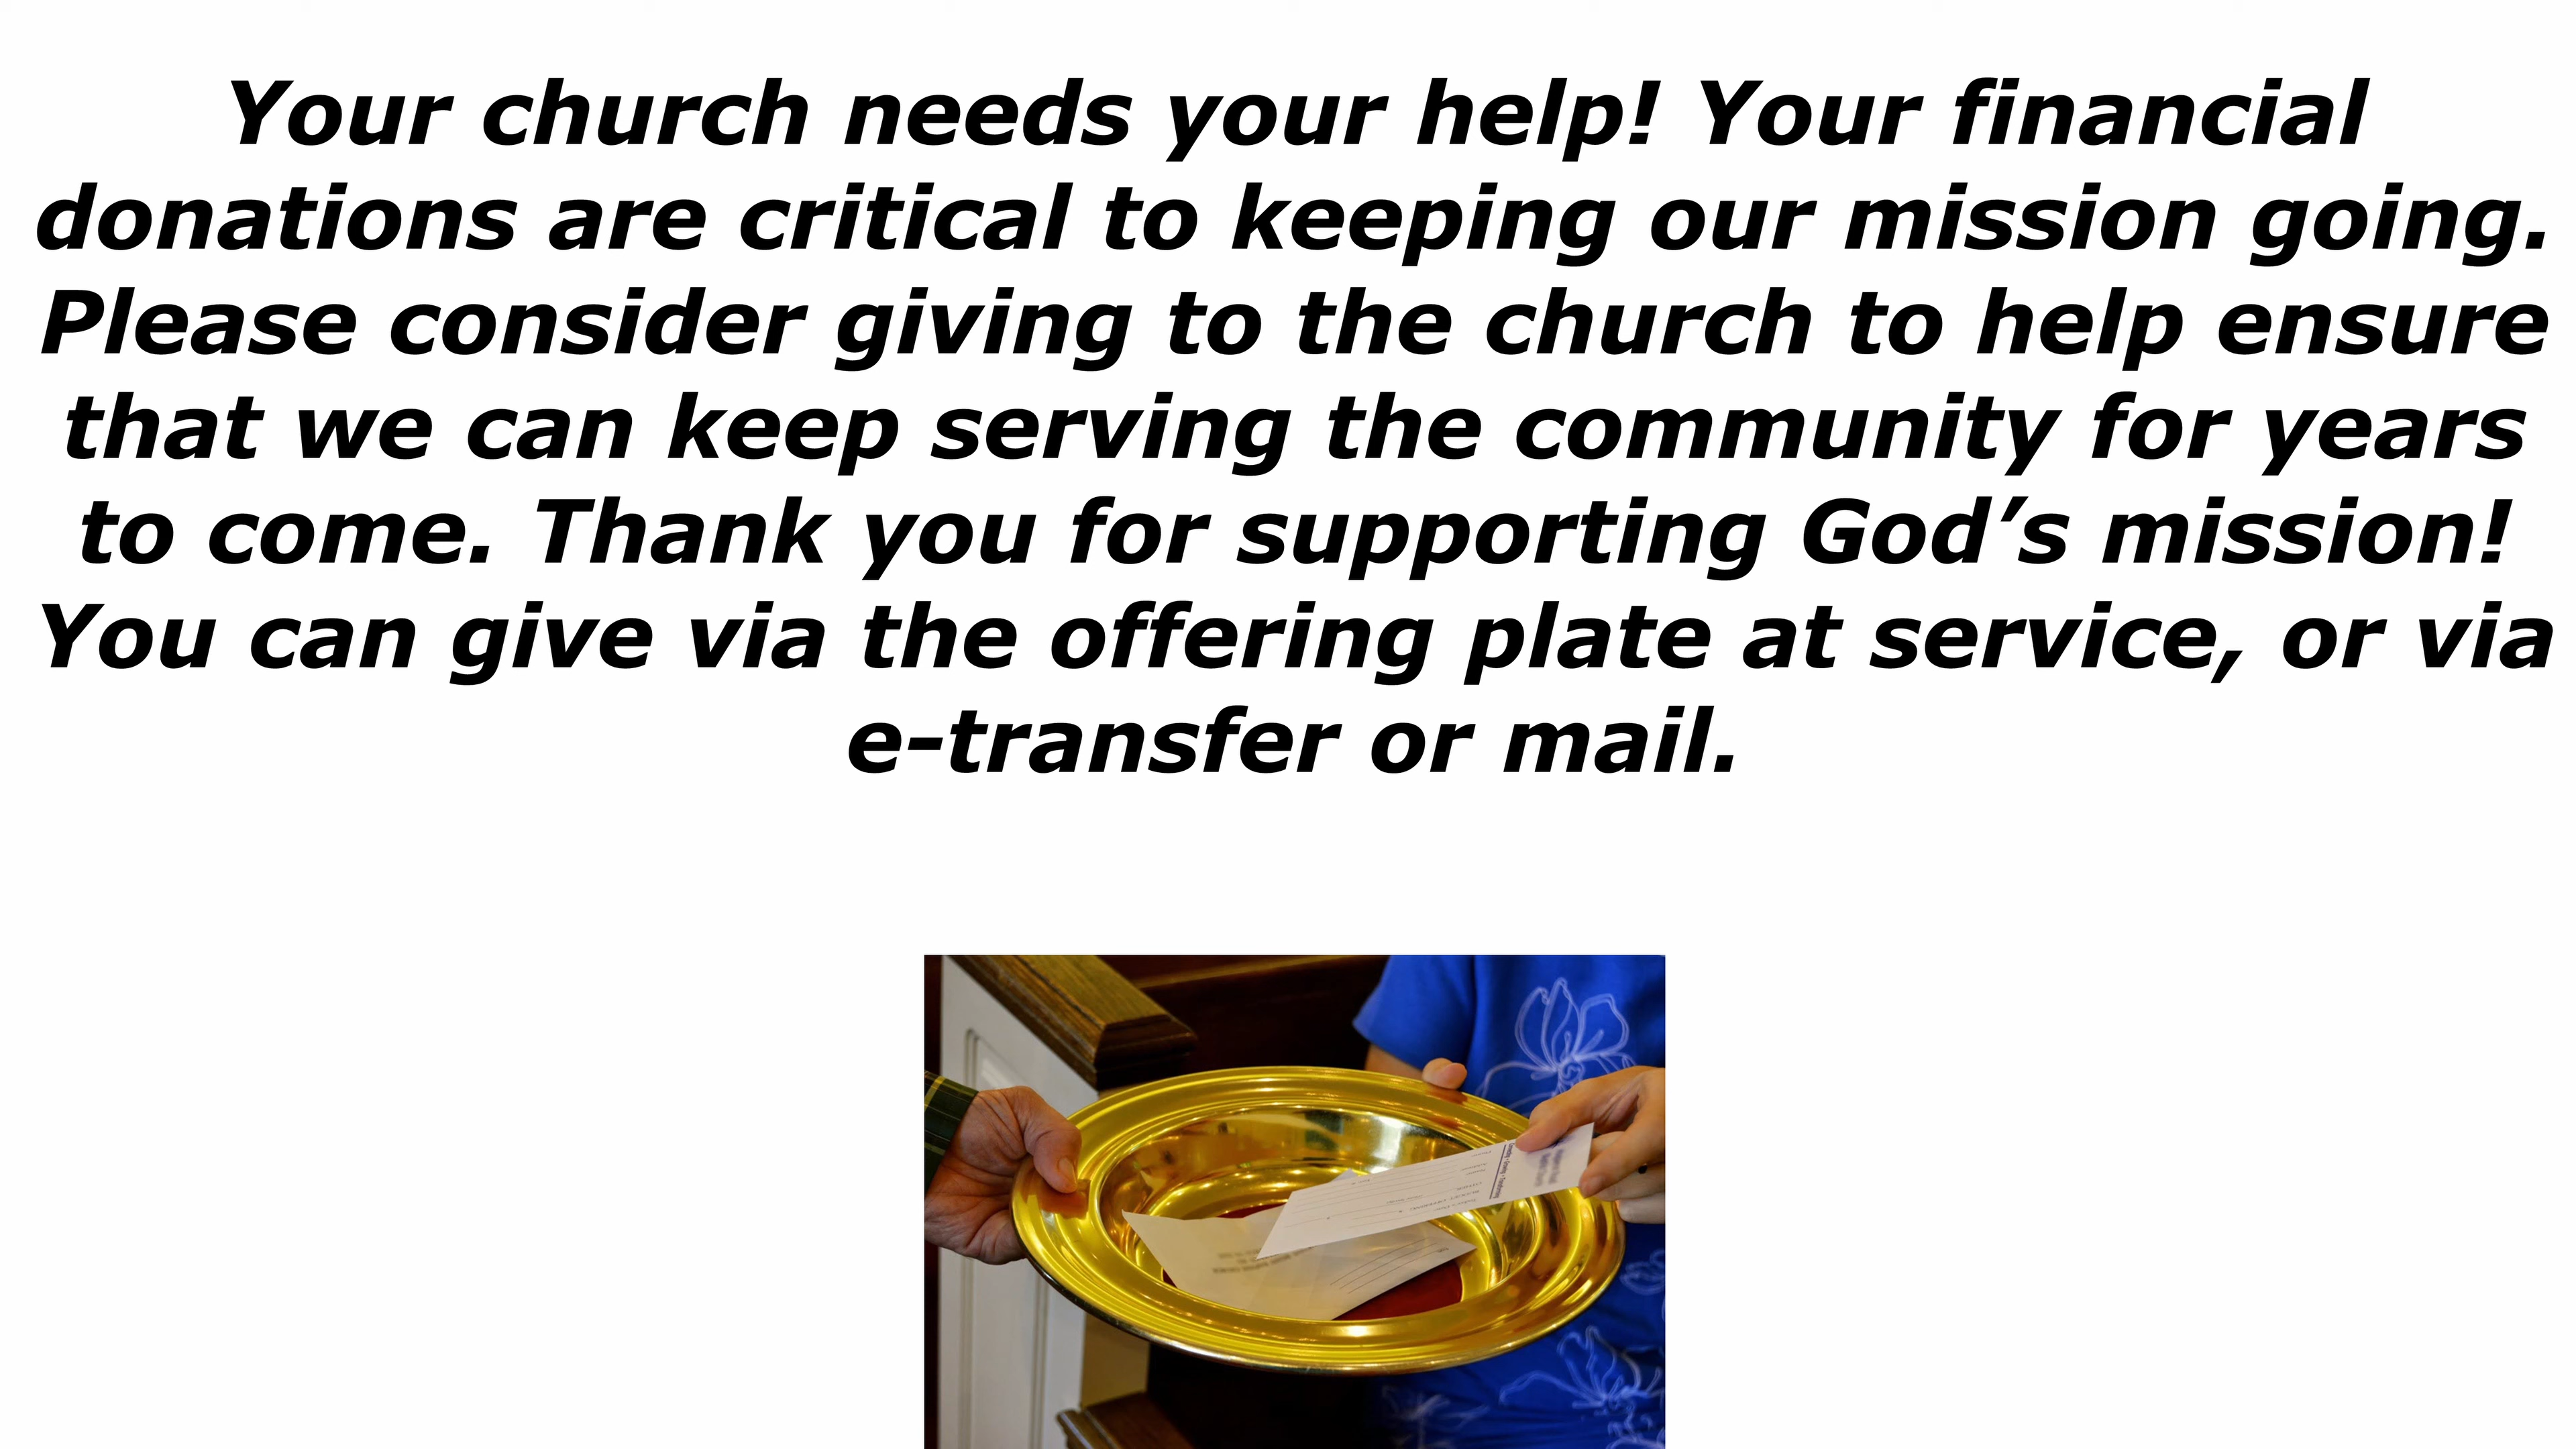 Your church needs your help! Your financial
donations are critical to keeping our mission going.
Please consider giving to the church to help ensure
that we can keep serving the community for years
to come. Thank you for supporting God’s mission!
You can give via the offering plate at service, or via
e-transfer or mail.